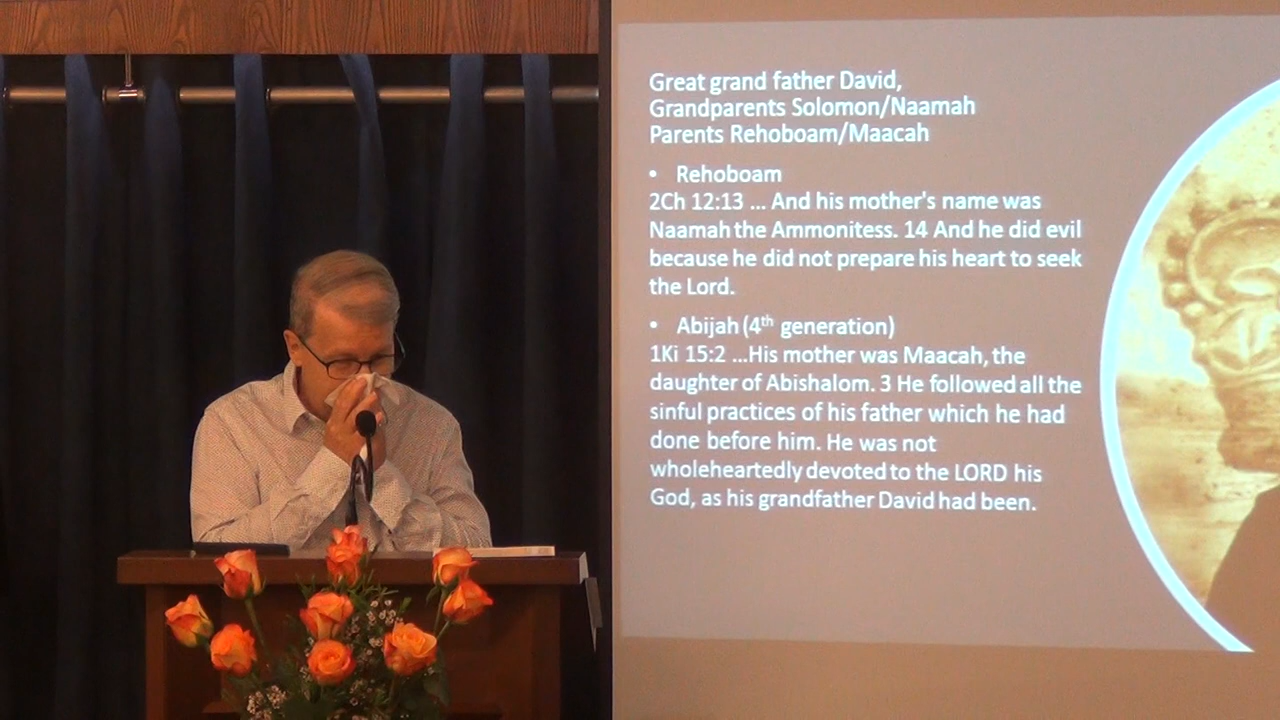 Great grand father David,
Grandparents Solomon/Naamah
Parents Rehoboam/Maacah
• Rehoboam
2Ch 12:13 ... And his mother's name was
Naamah the Ammonitess. 14 And he did evil
because he did not prepare his heart to seek
the Lord.
• Abijah (4th generation)
1Ki 15:2 ...His mother was Maacah, the
daughter of Abishalom. 3 He followed all the
sinful practices of his father which he had
done before him. He was not
wholeheartedly devoted to the LORD his
God, as his grandfather David had been.